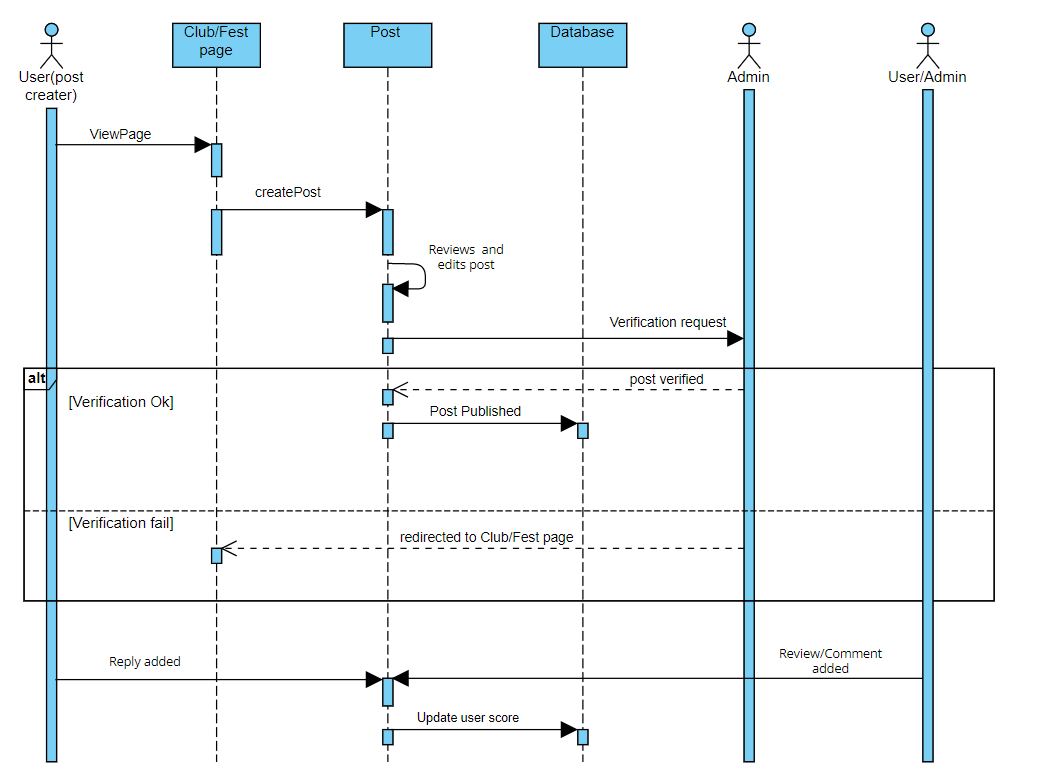 Club/Fest
page
Post
Database
User(post
creater)
Admin
User/Admin
ViewPage
createPost
Reviews and
edits post
Verification request
alt
post verified
[Verification Ok]
Post Published
[Verification fail]
redirected to Club/Fest page
Reply added
Review/Comment
added
Update user score